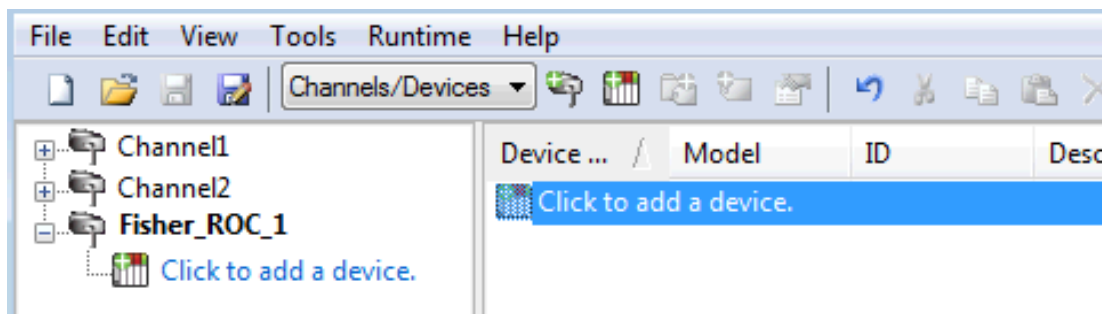 File Edit View Tools Runtime Help
Channels/Devices
Channel1
Channel2
Fisher_ROC_1
Click to add a device.
Device ... Model ID Desc
Click to add a device.